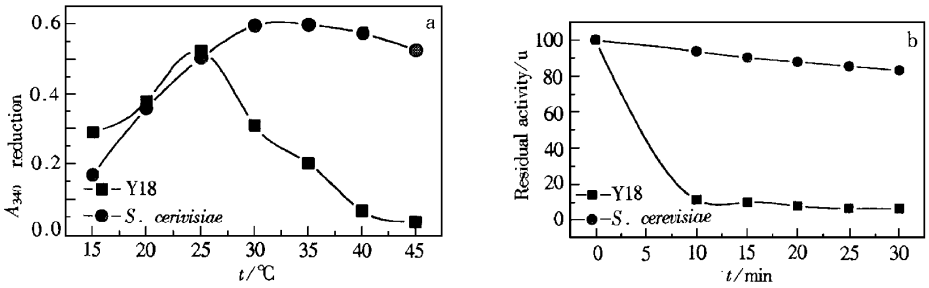 a
0.6
0.4
0.2
0.0
A340 reduction
Y18
S. cerivisiae
15 20 25 30 35 40 45
t/℃
b
100
80
60
40
20
0
Residual activity/u
Y18
S. cerevisiae
0 5 10 15 20 25 30
t/min